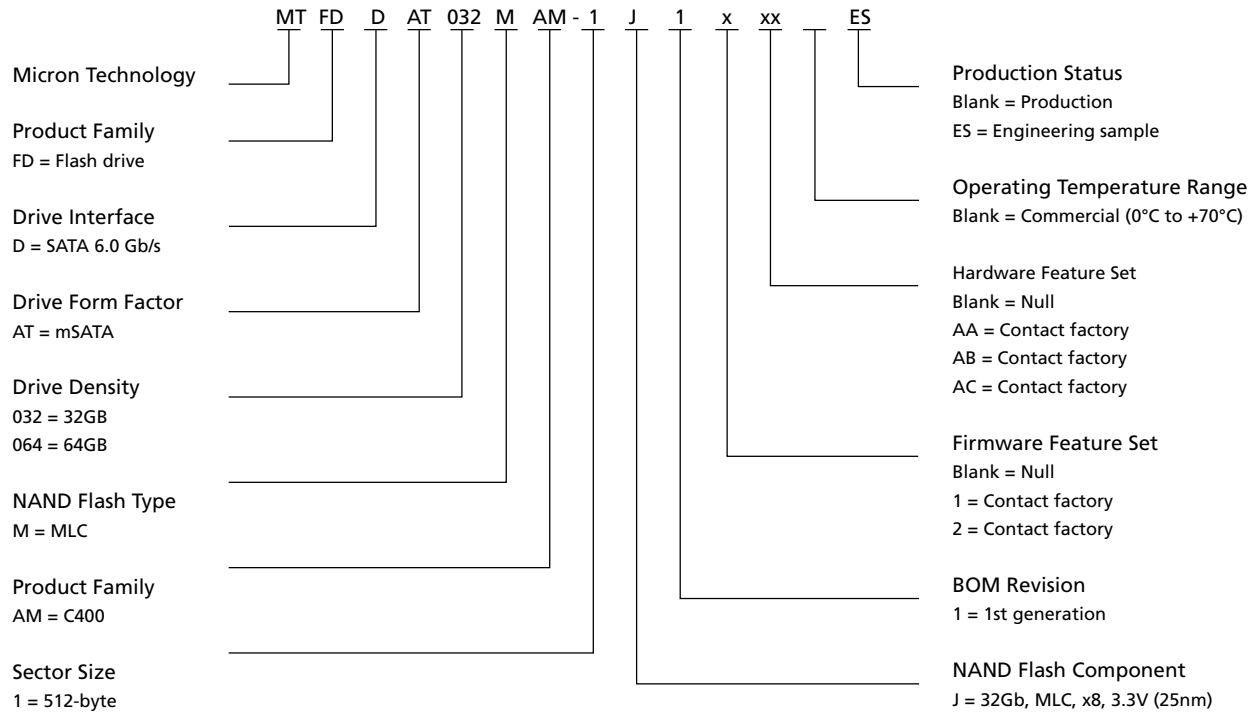 MT FD D AT 032 M AM - 1 J 1 x xx ES
Micron Technology
Product Family
FD = Flash drive
Drive Interface
D = SATA 6.0 Gb/s
Drive Form Factor
AT = mSATA
Drive Density
032 = 32GB
064 = 64GB
NAND Flash Type
M = MLC
Product Family
AM = C400
Sector Size
1 = 512-byte
Production Status
Blank = Production
ES = Engineering sample
Operating Temperature Range
Blank = Commercial (0°C to +70°C)
Hardware Feature Set
Blank = Null
AA = Contact factory
AB = Contact factory
AC = Contact factory
Firmware Feature Set
Blank = Null
1 = Contact factory
2 = Contact factory
BOM Revision
1 = 1st generation
NAND Flash Component
J = 32Gb, MLC, x8, 3.3V (25nm)